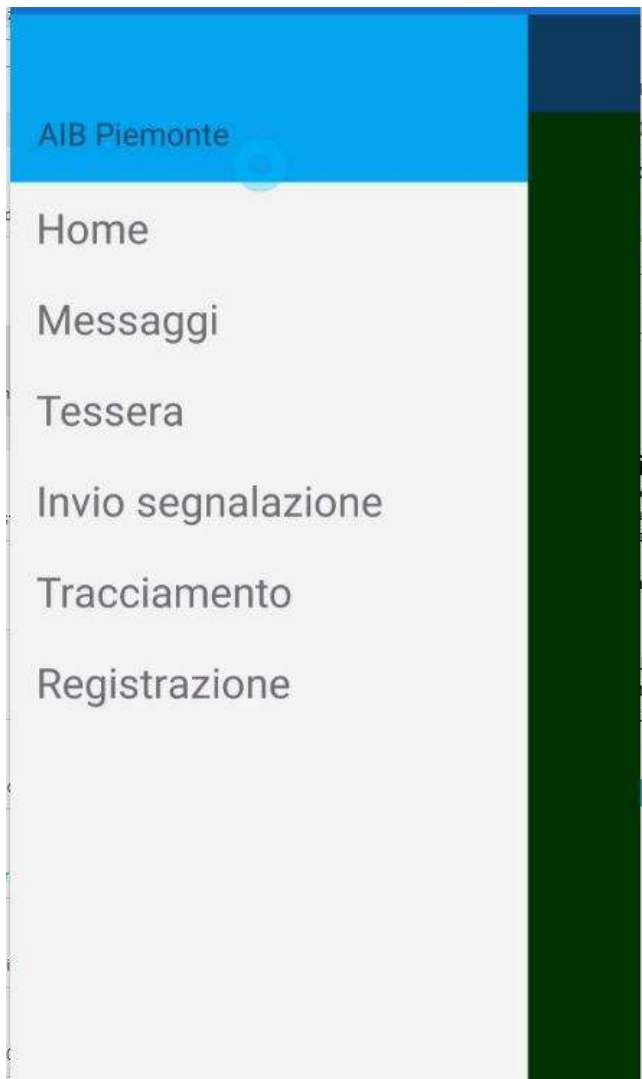 AIB Piemonte
Home
Messaggi
Tessera
Invio segnalazione
Tracciamento
Registrazione